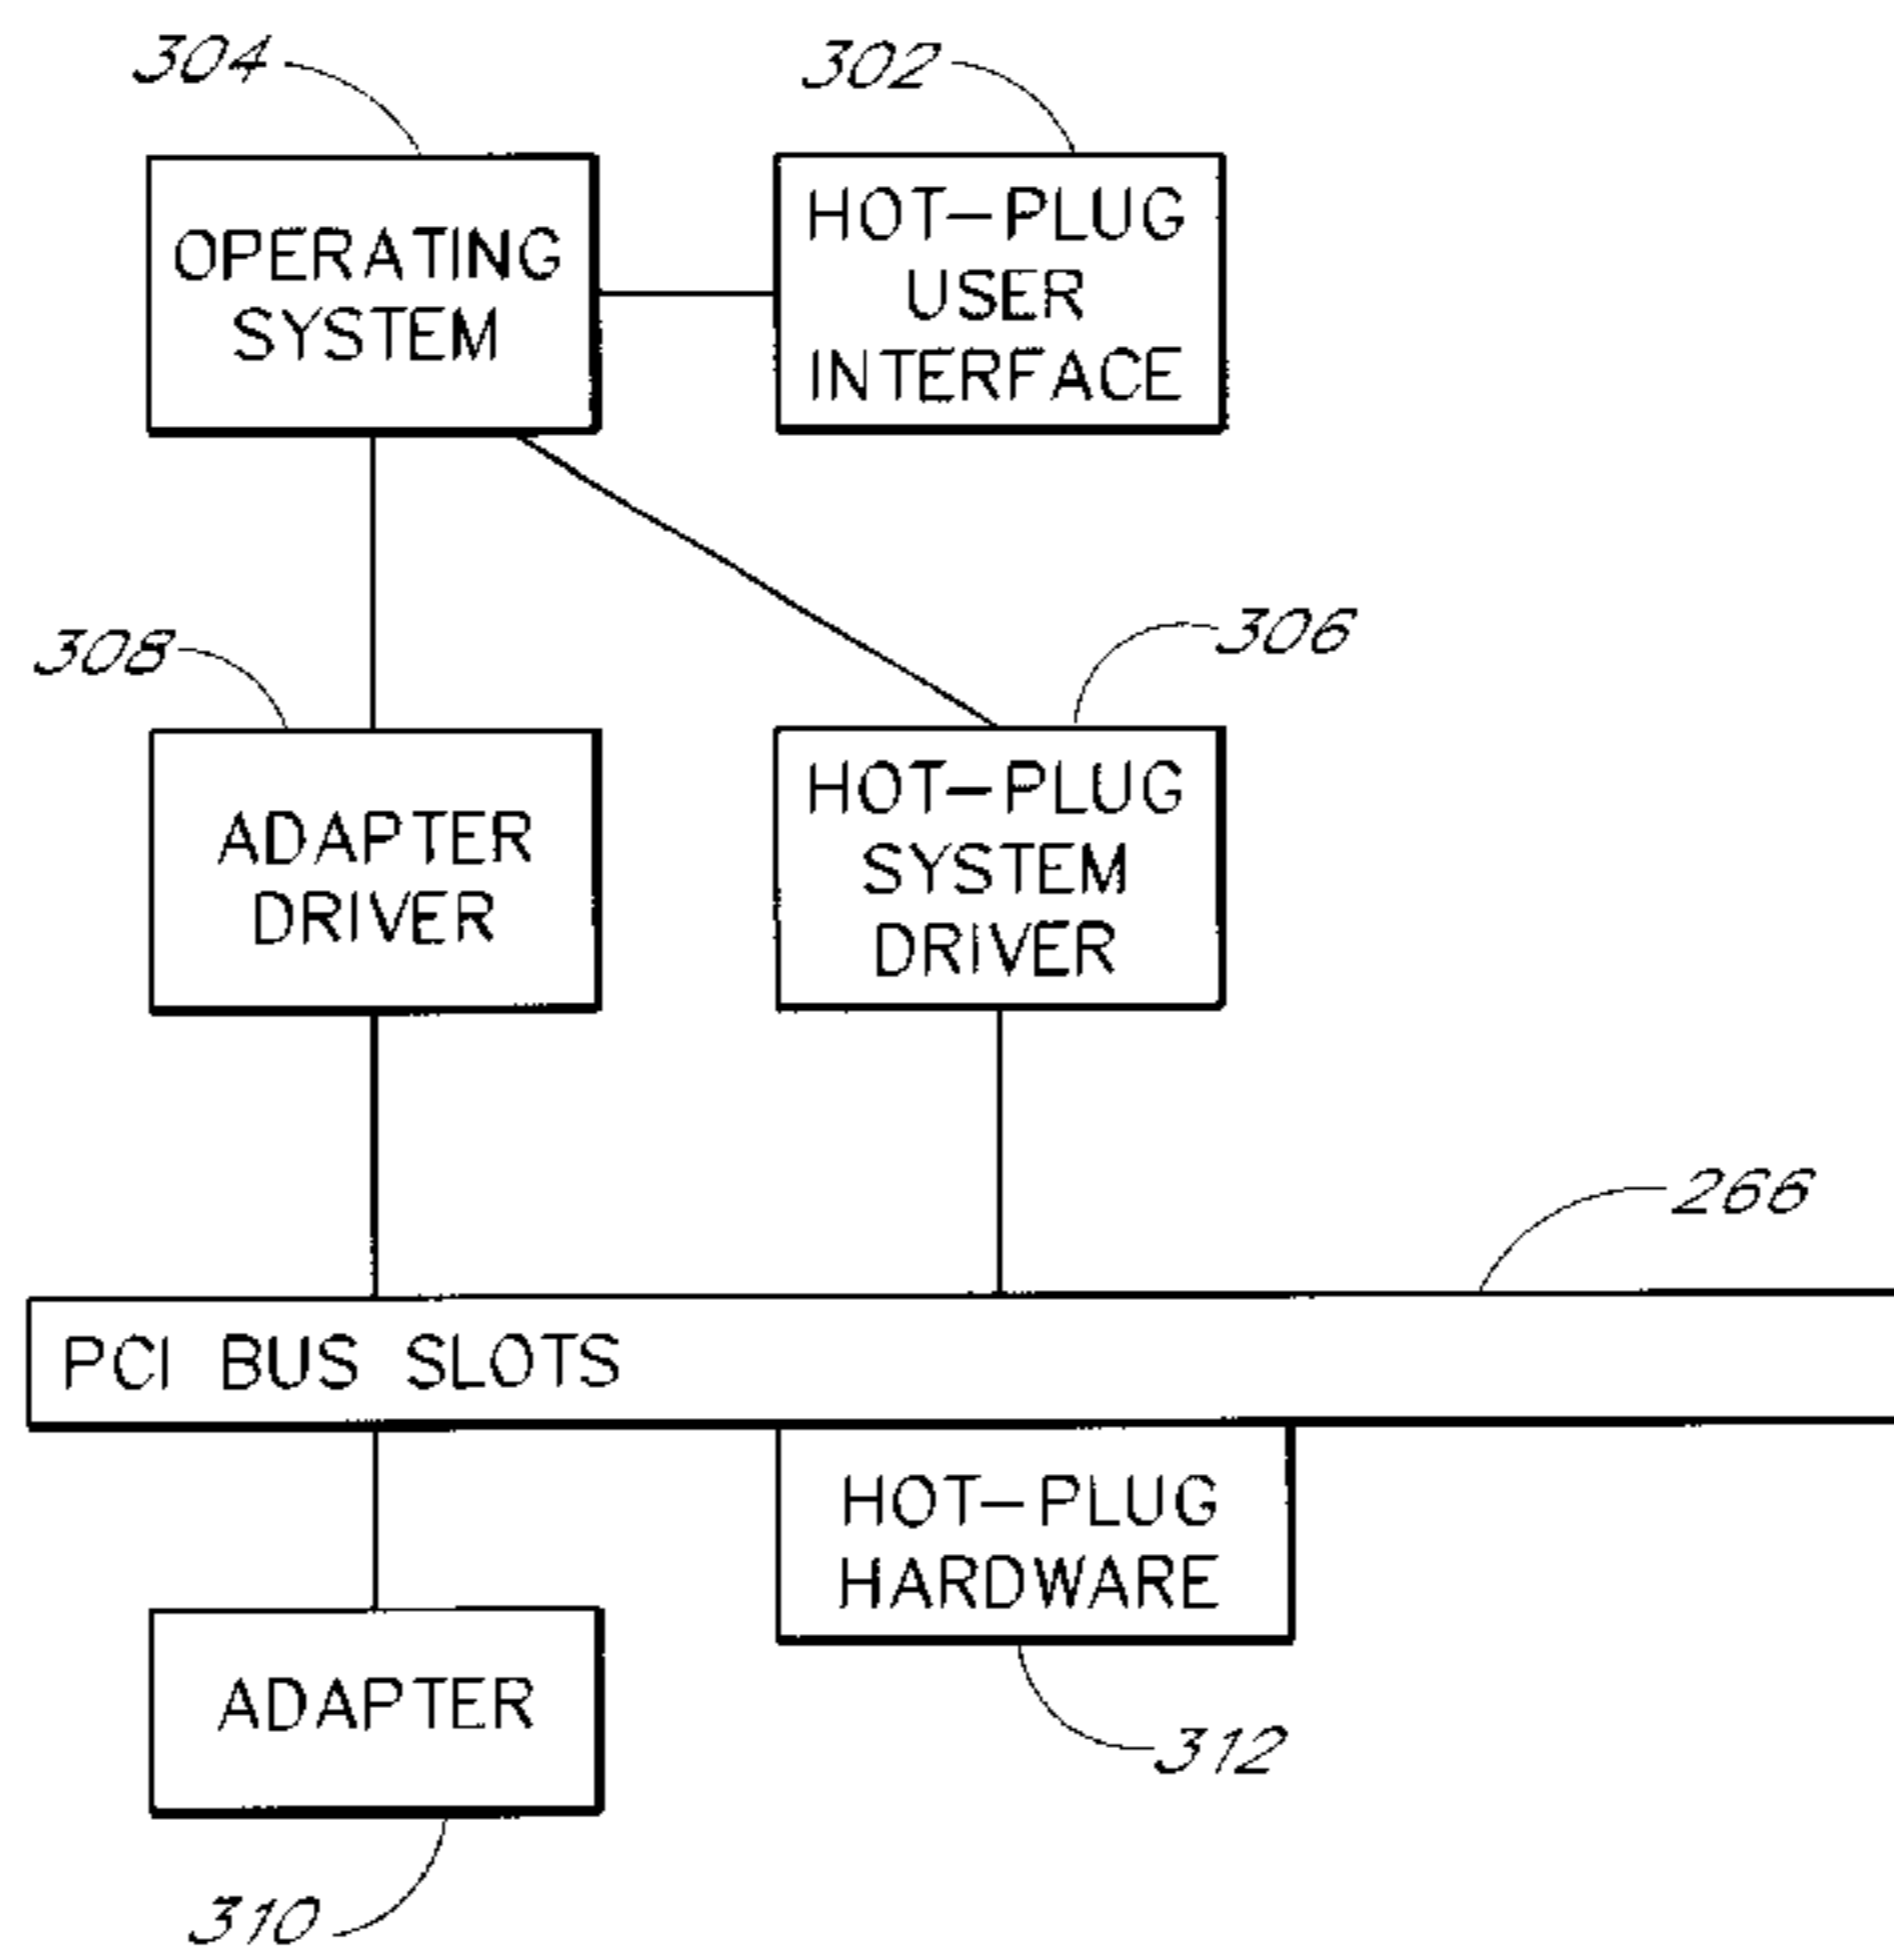 304
302
OPERATING
SYSTEM
HOT-PLUG
USER
INTERFACE
308
306
ADAPTER
DRIVER
HOT-PLUG
SYSTEM
DRIVER
266
PCI BUS SLOTS
HOT-PLUG
HARDWARE
ADAPTER
312
310